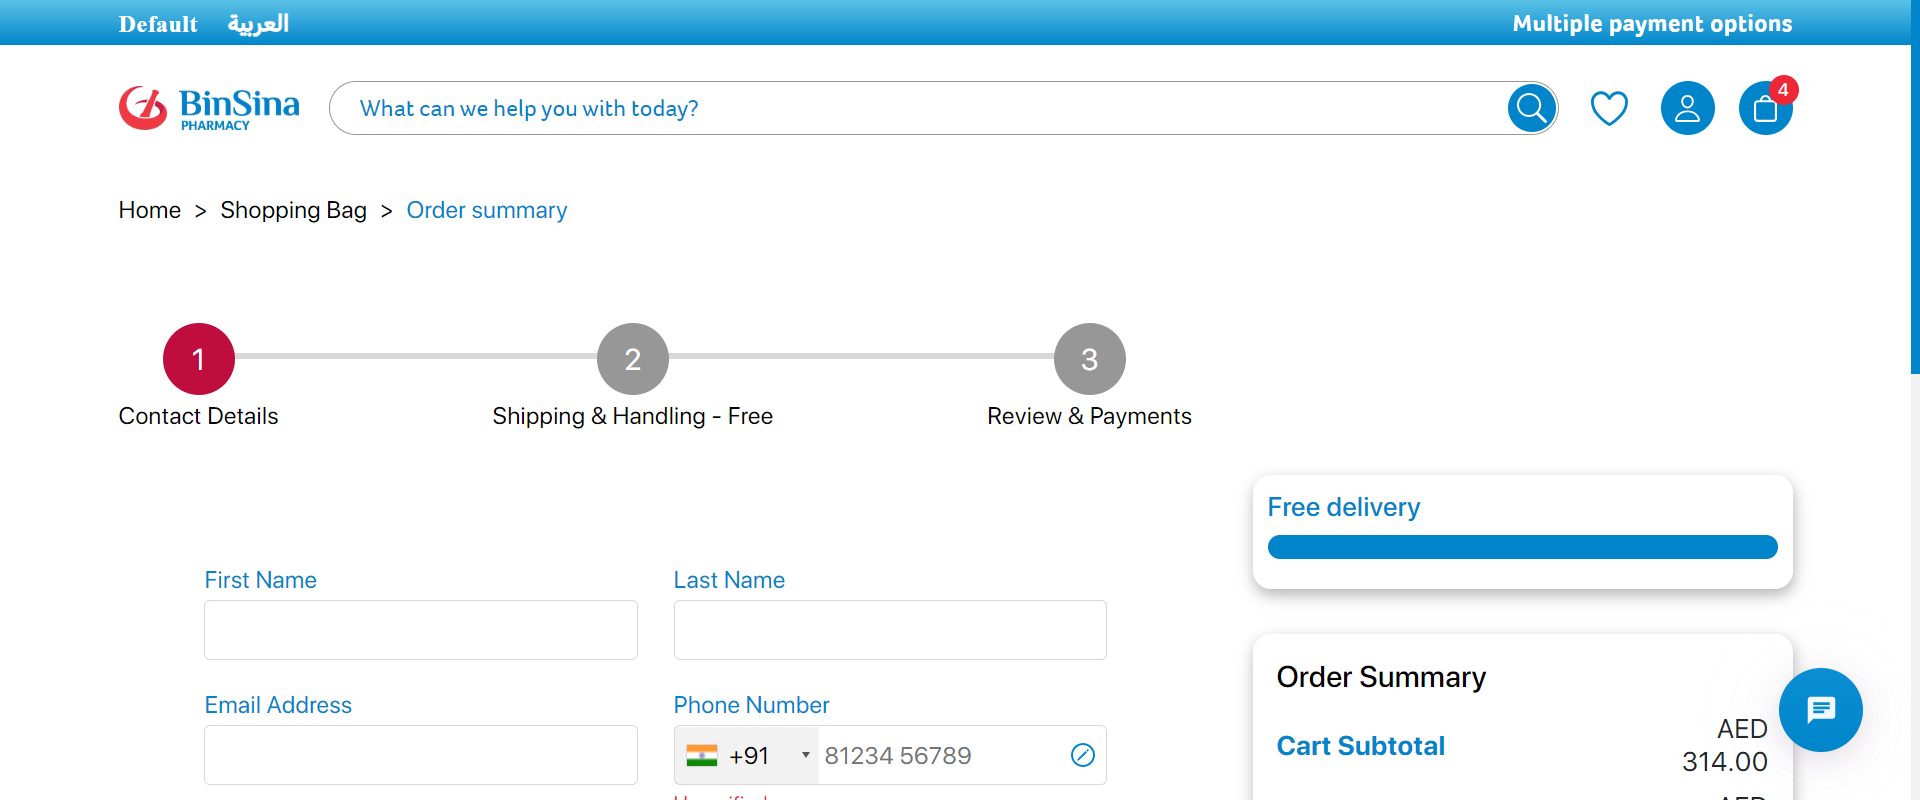 Default العربية Multiple payment options
BinSina
PHARMACY
What can we help you with today?
4
Home > Shopping Bag > Order summary
1 2 3
Contact Details Shipping & Handling - Free Review & Payments
Free delivery
First Name Last Name
Order Summary
Email Address Phone Number
Cart Subtotal AED 314.00
+91 81234 56789
AED